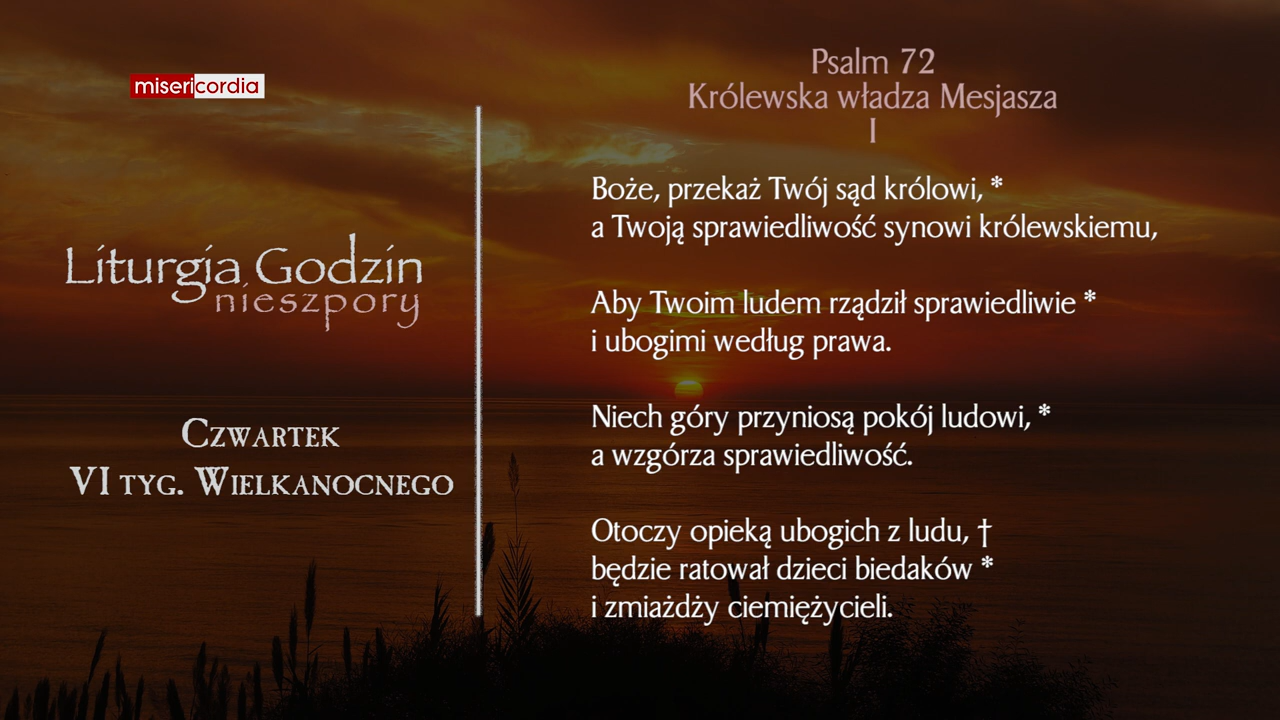 misericordia
Liturgia Godzin
nieszpory
Czwartek
VI tyg. Wielkanocnego
Psalm 72
Królewska władza Mesjasza
I
Boże, przekaż Twój sąd królowi, *
a Twoją sprawiedliwość synowi królewskiemu,
Aby Twoim ludem rządził sprawiedliwie *
i ubogimi według prawa.
Niech góry przyniosą pokój ludowi, *
a wzgórza sprawiedliwość.
Otoczy opieką ubogich z ludu, †
będzie ratował dzieci biedaków *
i zmiażdży ciemiężycieli.